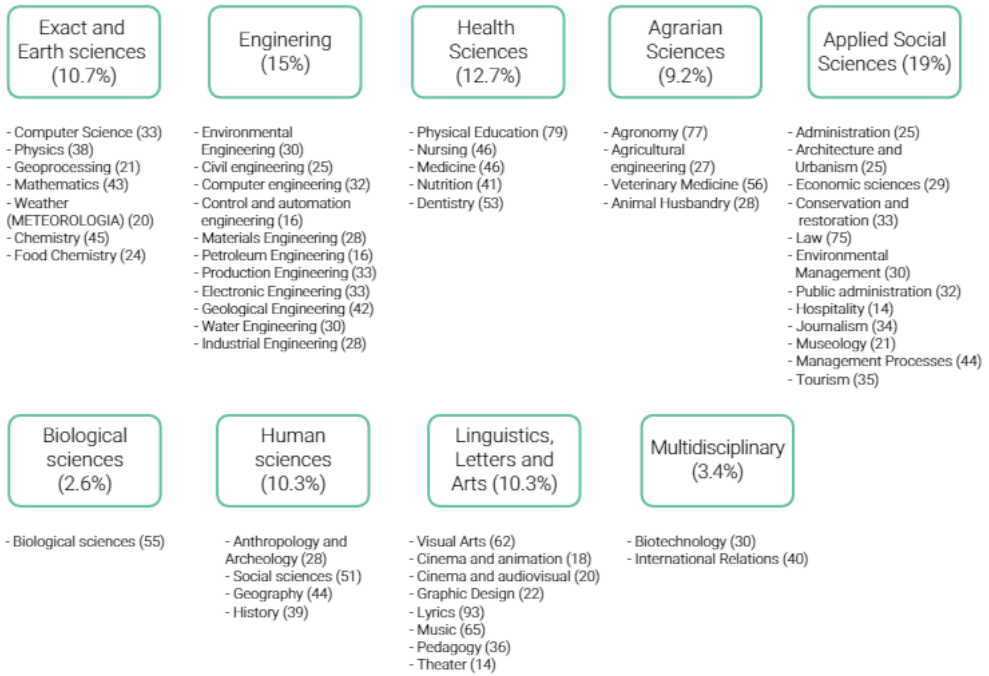 Exact and
Earth sciences
(10.7%)
- Computer Science (33)
- Physics (38)
- Geoprocessing (21)
- Mathematics (43)
- Weather
(METEOROLOGIA) (20)
- Chemistry (45)
- Food Chemistry (24)
Enginering
(15%)
- Environmental
Engineering (30)
- Civil engineering (25)
- Computer engineering (32)
- Control and automation
engineering (16)
- Materials Engineering (28)
- Petroleum Engineering (16)
- Production Engineering (33)
- Electronic Engineering (33)
- Geological Engineering (42)
- Water Engineering (30)
- Industrial Engineering (28)
Health
Sciences
(12.7%)
- Physical Education (79)
- Nursing (46)
- Medicine (46)
- Nutrition (41)
- Dentistry (53)
Agrarian
Sciences
(9.2%)
- Agronomy (77)
- Agricultural
engineering (27)
- Veterinary Medicine (56)
- Animal Husbandry (28)
Applied Social
Sciences (19%)
- Administration (25)
- Architecture and
Urbanism (25)
- Economic sciences (29)
- Conservation and
restoration (33)
- Law (75)
- Environmental
Management (30)
- Public administration (32)
- Hospitality (14)
- Journalism (34)
- Museology (21)
- Management Processes (44)
- Tourism (35)
Biological
sciences
(2.6%)
- Biological sciences (55)
Human
sciences
(10.3%)
- Anthropology and
Archeology (28)
- Social sciences (51)
- Geography (44)
- History (39)
Linguistics,
Letters and
Arts (10.3%)
- Visual Arts (62)
- Cinema and animation (18)
- Cinema and audiovisual (20)
- Graphic Design (22)
- Lyrics (93)
- Music (65)
- Pedagogy (36)
- Theater (14)
Multidisciplinary
(3.4%)
- Biotechnology (30)
- International Relations (40)